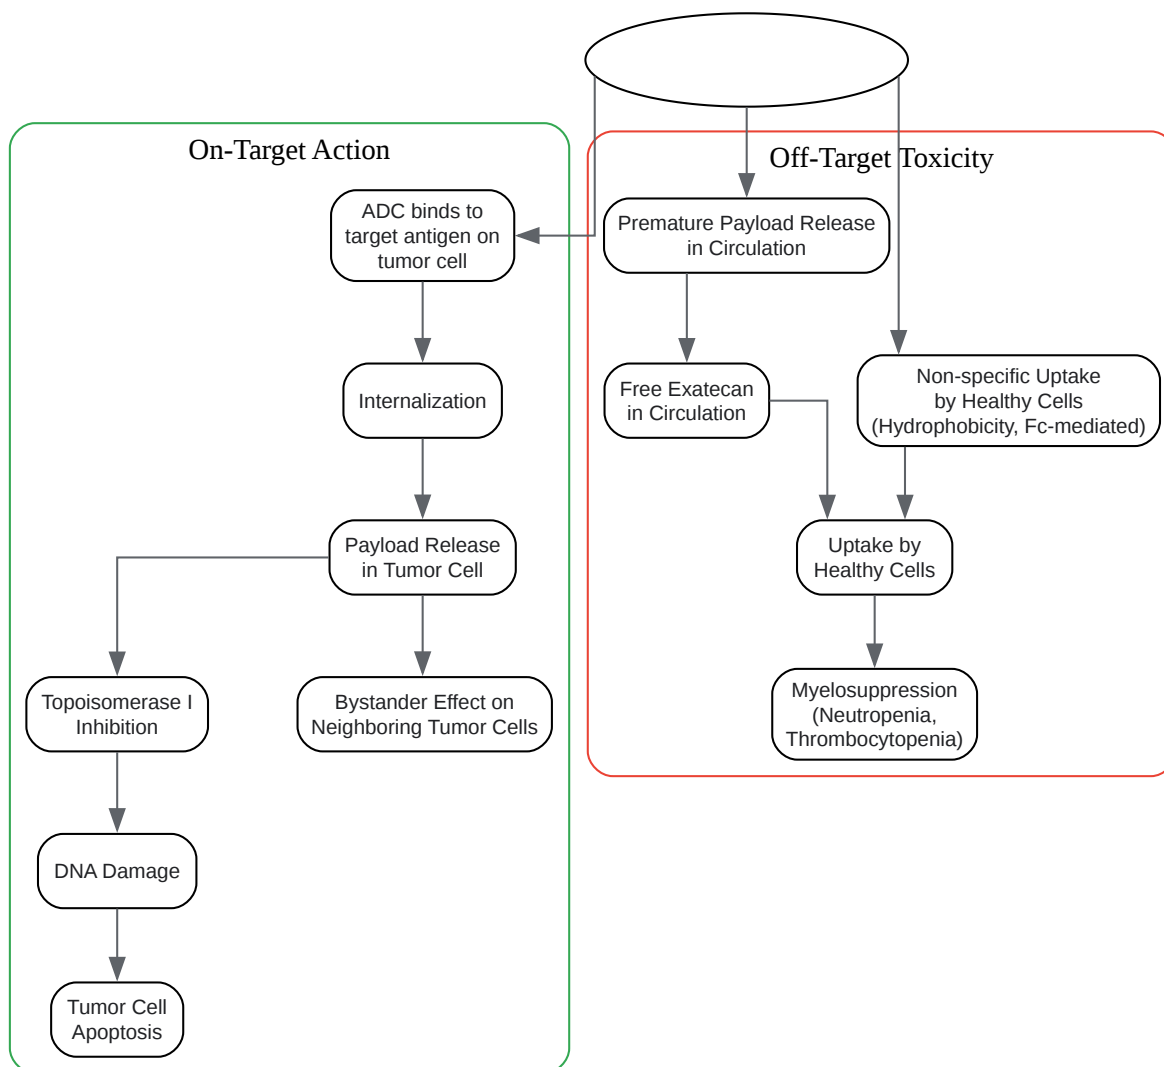 On-Target Action
ADC binds to
target antigen on
tumor cell
Internalization
Payload Release
in Tumor Cell
Topoisomerase I
Inhibition
Bystander Effect on
Neighboring Tumor Cells
DNA Damage
Tumor Cell
Apoptosis
Off-Target Toxicity
Premature Payload Release
in Circulation
Free Exatecan
in Circulation
Non-specific Uptake
by Healthy Cells
(Hydrophobicity, Fc-mediated)
Uptake by
Healthy Cells
Myelosuppression
(Neutropenia,
Thrombocytopenia)